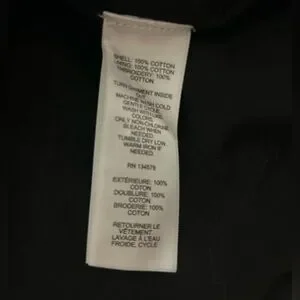 SHELL: 100% COTTON
LINING: 100% COTTON
EMBROIDERY: 100%
COTTON
TURN GARMENT INSIDE
OUT
MACHINE WASH COLD
GENTLE CYCLE
WASH WITH LIKE
COLORS.
ONLY NON-CHLORINE
BLEACH WHEN
NEEDED.
TUMBLE DRY LOW
WARM IRON IF
NEEDED.
RN 134579
EXTÉRIEURE: 100%
COTON
DOUBLURE: 100%
COTON
BRODERIE: 100%
COTON
RETOURNER LE
VÊTEMENT
LAVAGE À L'EAU
FROIDE, CYCLE